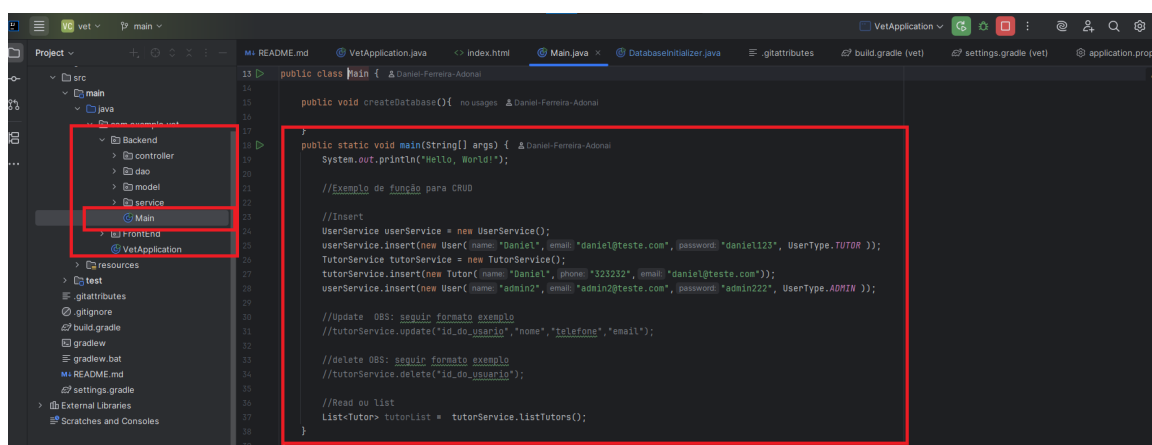 VC vet main VetApplication
Project
README.md VetApplication.java index.html Main.java DatabaseInitializer.java .gitattributes build.gradle (vet) settings.gradle (vet) application.prop
src
main
java
com.example.vet
Backend
controller
dao
model
service
Main
FrontEnd
VetApplication
resources
test
.gitattributes
.gitignore
build.gradle
gradlew
gradlew.bat
README.md
settings.gradle
External Libraries
Scratches and Consoles
13 public class Main { Daniel-Ferreira-Adonai
14
15 public void createDatabase(){ no usages Daniel-Ferreira-Adonai
16
17 }
18 public static void main(String[] args) { Daniel-Ferreira-Adonai
19 System.out.println("Hello, World!");
20
21 //Exemplo de função para CRUD
22
23 //Insert
24 UserService userService = new UserService();
25 userService.insert(new User( name: "Daniel", email: "daniel@teste.com", password: "daniel123", UserType.TUTOR ));
26 TutorService tutorService = new TutorService();
27 tutorService.insert(new Tutor( name: "Daniel", phone: "323232", email: "daniel@teste.com"));
28 userService.insert(new User( name: "admin2", email: "admin2@teste.com", password: "admin222", UserType.ADMIN ));
29
30 //Update OBS: seguir formato exemplo
31 //tutorService.update("id_do_usario","nome","telefone","email");
32
33 //delete OBS: seguir formato exemplo
34 //tutorService.delete("id_do_usuario");
35
36 //Read ou list
37 List<Tutor> tutorList = tutorService.listTutors();
38 }